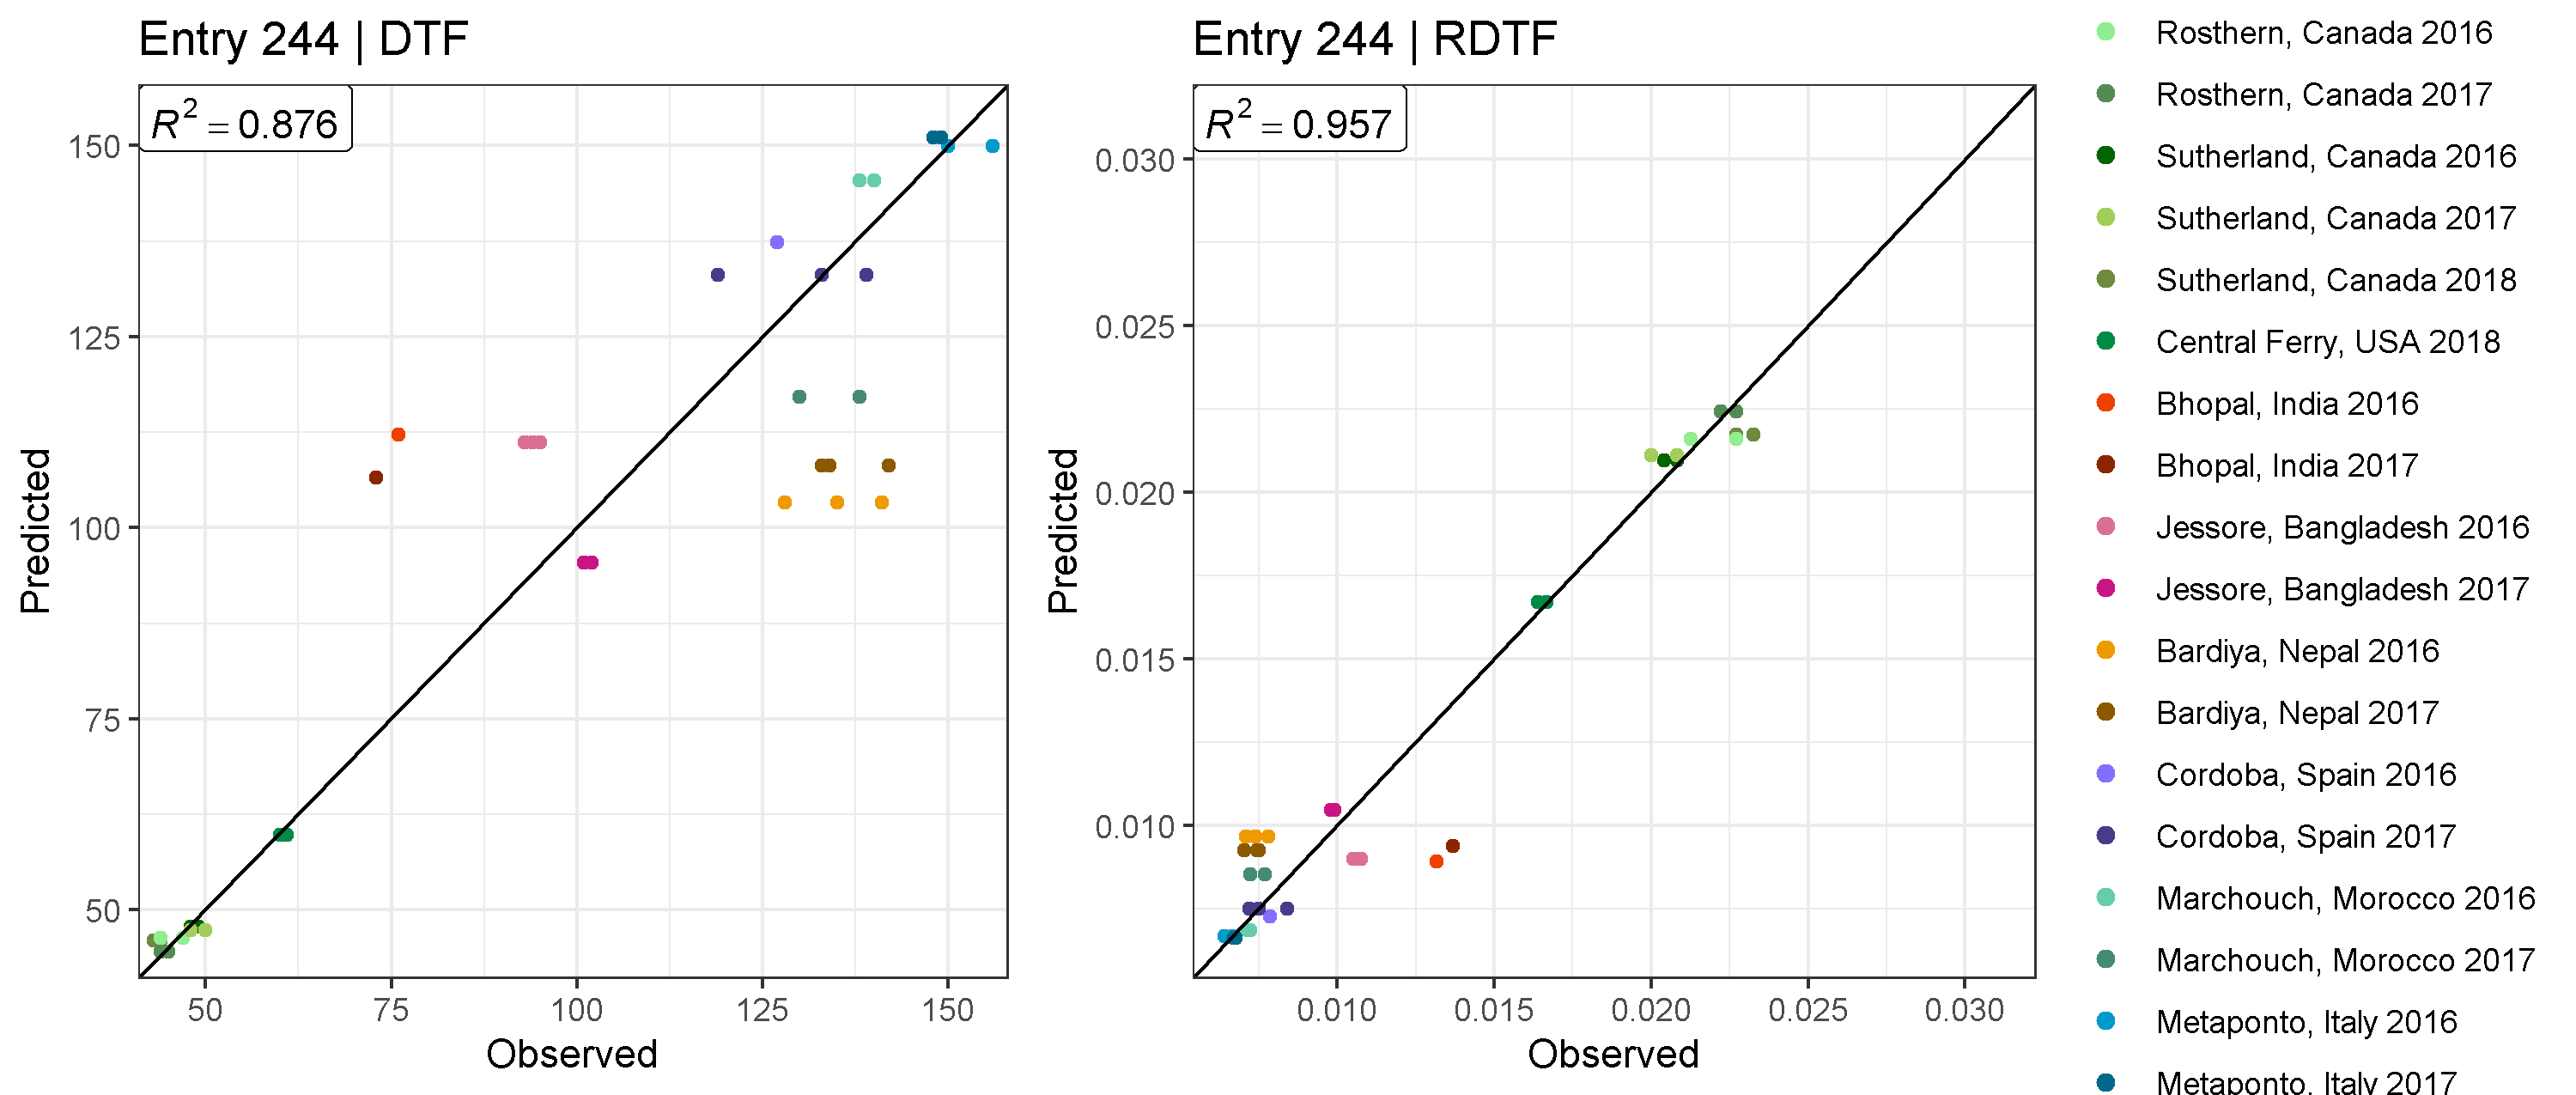 Entry 244 | DTF
R² = 0.876
150
125
100
75
50
Predicted
50 75 100 125 150
Observed
Entry 244 | RDTF
R² = 0.957
0.030
0.025
0.020
0.015
0.010
Predicted
0.010 0.015 0.020 0.025 0.030
Observed
Rosthern, Canada 2016
Rosthern, Canada 2017
Sutherland, Canada 2016
Sutherland, Canada 2017
Sutherland, Canada 2018
Central Ferry, USA 2018
Bhopal, India 2016
Bhopal, India 2017
Jessore, Bangladesh 2016
Jessore, Bangladesh 2017
Bardiya, Nepal 2016
Bardiya, Nepal 2017
Cordoba, Spain 2016
Cordoba, Spain 2017
Marchouch, Morocco 2016
Marchouch, Morocco 2017
Metaponto, Italy 2016
Metaponto, Italy 2017